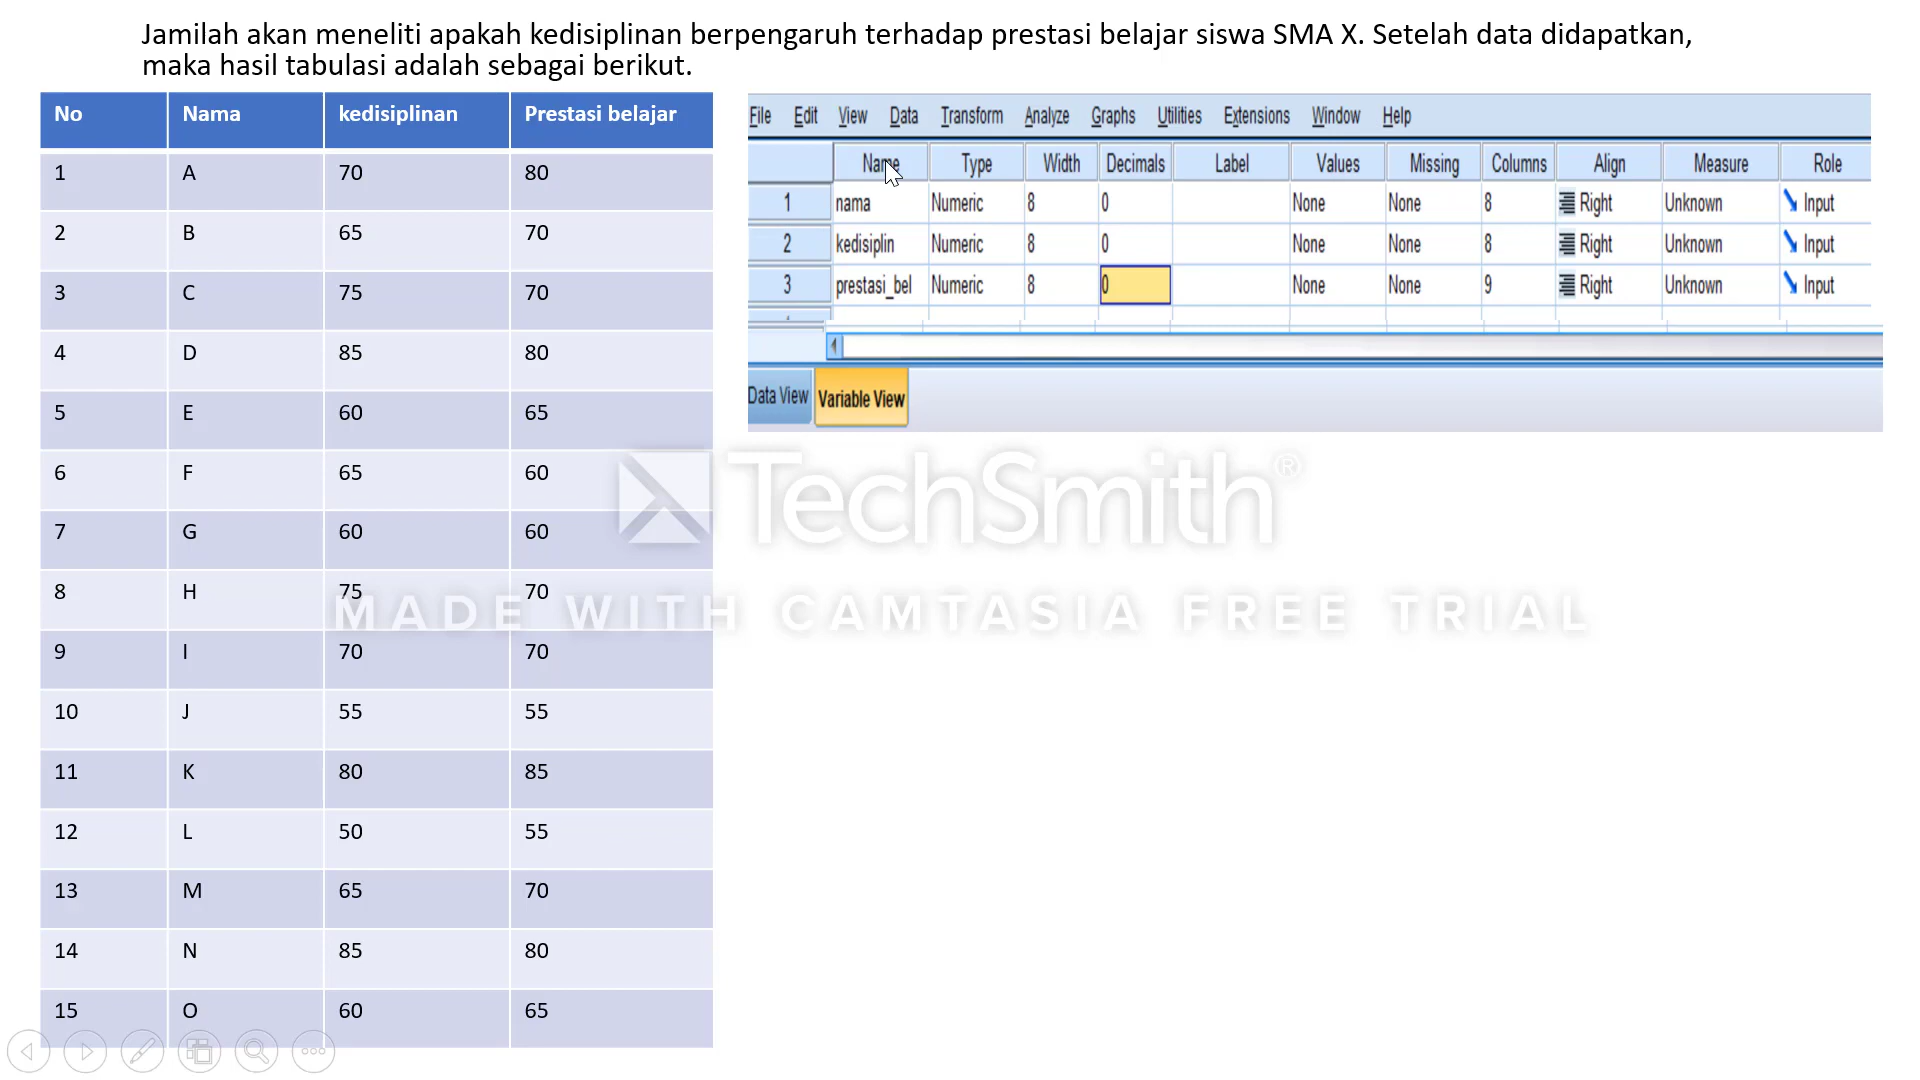 Jamilah akan meneliti apakah kedisiplinan berpengaruh terhadap prestasi belajar siswa SMA X. Setelah data didapatkan,
maka hasil tabulasi adalah sebagai berikut.
No Nama kedisiplinan Prestasi belajar
1 A 70 80
2 B 65 70
3 C 75 70
4 D 85 80
5 E 60 65
6 F 65 60
7 G 60 60
8 H 75 70
9 I 70 70
10 J 55 55
11 K 80 85
12 L 50 55
13 M 65 70
14 N 85 80
15 O 60 65
File Edit View Data Transform Analyze Graphs Utilities Extensions Window Help
Name Type Width Decimals Label Values Missing Columns Align Measure Role
1 nama Numeric 8 0 None None 8 Right Unknown Input
2 kedisiplin Numeric 8 0 None None 8 Right Unknown Input
3 prestasi_bel Numeric 8 0 None None 9 Right Unknown Input
Data View Variable View
TechSmith®
MADE WITH CAMTASIA FREE TRIAL